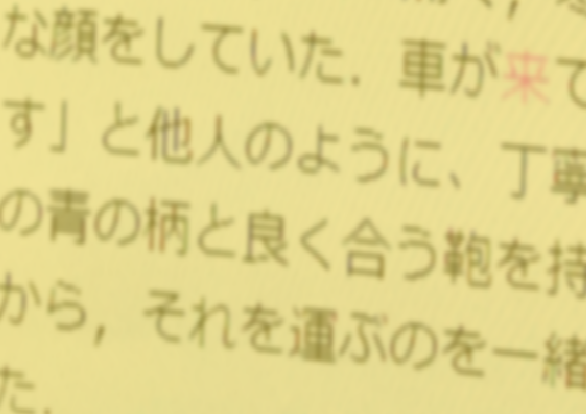 な顔をしていた. 車が来て
す」と他人のように、丁寧
の青の柄と良く合う鞄を持
から, それを運ぶのを一緒
た.